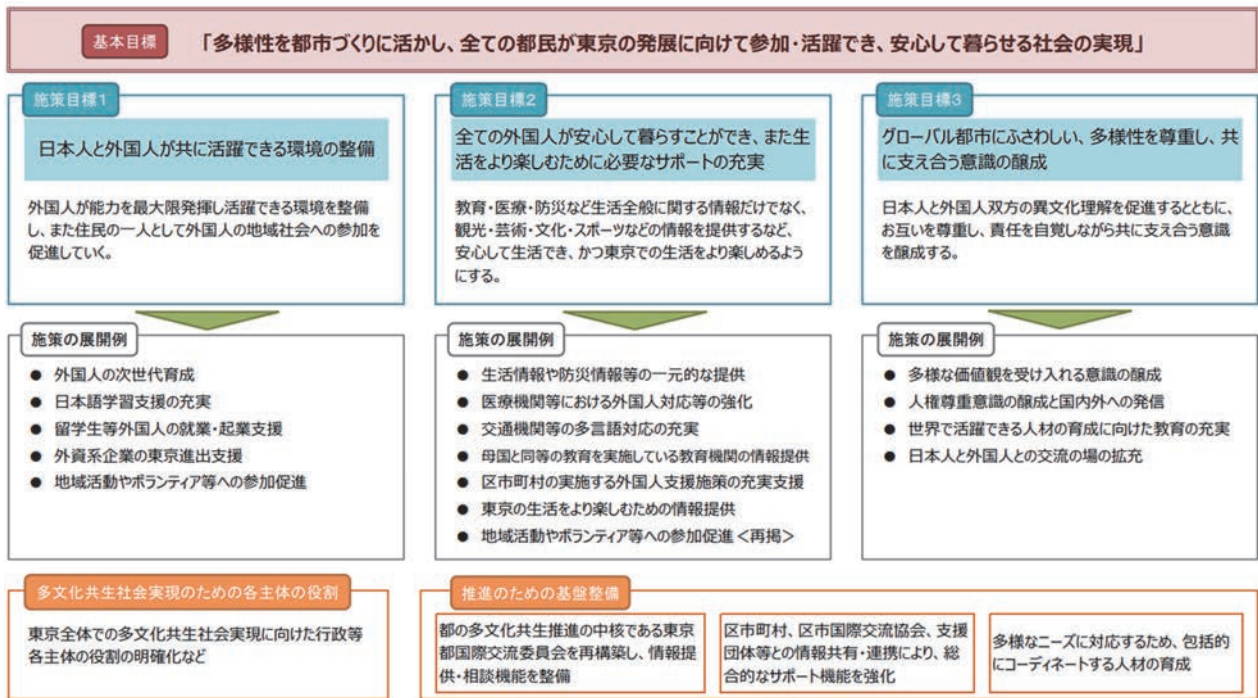 基本目標
「多様性を都市づくりに活かし、全ての都民が東京の発展に向けて参加・活躍でき、安心して暮らせる社会の実現」
施策目標1
日本人と外国人が共に活躍できる環境の整備
外国人が能力を最大限発揮し活躍できる環境を整備
し、また住民の一人として外国人の地域社会への参加を
促進していく。
施策の展開例
● 外国人の次世代育成
● 日本語学習支援の充実
● 留学生等外国人の就業・起業支援
● 外資系企業の東京進出支援
● 地域活動やボランティア等への参加促進
施策目標2
全ての外国人が安心して暮らすことができ、また生
活をより楽しむために必要なサポートの充実
教育・医療・防災など生活全般に関する情報だけでなく、
観光・芸術・文化・スポーツなどの情報を提供するなど、
安心して生活でき、かつ東京での生活をより楽しめるよう
にする。
施策の展開例
● 生活情報や防災情報等の一元的な提供
● 医療機関等における外国人対応等の強化
● 交通機関等の多言語対応の充実
● 母国と同等の教育を実施している教育機関の情報提供
● 区市町村の実施する外国人支援施策の充実支援
● 東京の生活をより楽しむための情報提供
● 地域活動やボランティア等への参加促進<再掲>
施策目標3
グローバル都市にふさわしい、多様性を尊重し、共
に支え合う意識の醸成
日本人と外国人双方の異文化理解を促進するとともに、
お互いを尊重し、責任を自覚しながら共に支え合う意識
を醸成する。
施策の展開例
● 多様な価値観を受け入れる意識の醸成
● 人権尊重意識の醸成と国内外への発信
● 世界で活躍できる人材の育成に向けた教育の充実
● 日本人と外国人との交流の場の拡充
多文化共生社会実現のための各主体の役割
東京全体での多文化共生社会実現に向けた行政等
各主体の役割の明確化など
推進のための基盤整備
都の多文化共生推進の中核である東京
都国際交流委員会を再構築し、情報提
供・相談機能を整備
区市町村、区市国際交流協会、支援
団体等との情報共有・連携により、総
合的なサポート機能を強化
多様なニーズに対応するため、包括的
にコーディネートする人材の育成